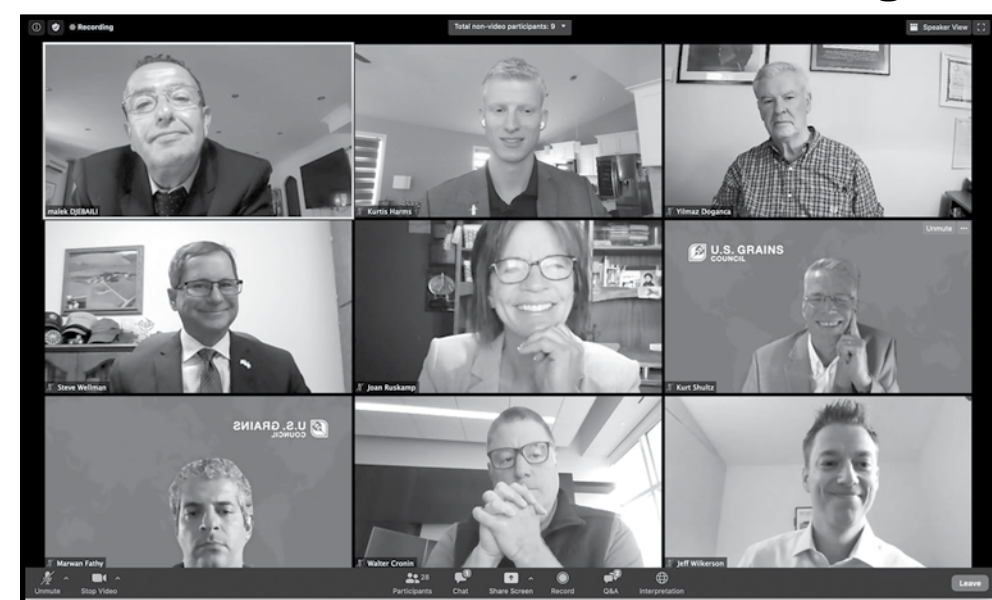 Recording
Total non-video participants: 9
Speaker View
malek DJEBAILI
Kurtis Harms
Yilmaz Doganca
Unmute ...
U.S. GRAINS
COUNCIL
Steve Wellman
Joan Ruskamp
Kurt Shultz
U.S. GRAINS
COUNCIL
Marwan Fathy
Walter Cronin
Jeff Wilkerson
28
Unmute
Stop Video
Participants
Chat
Share Screen
Record
Q&A
Interpretation
Leave